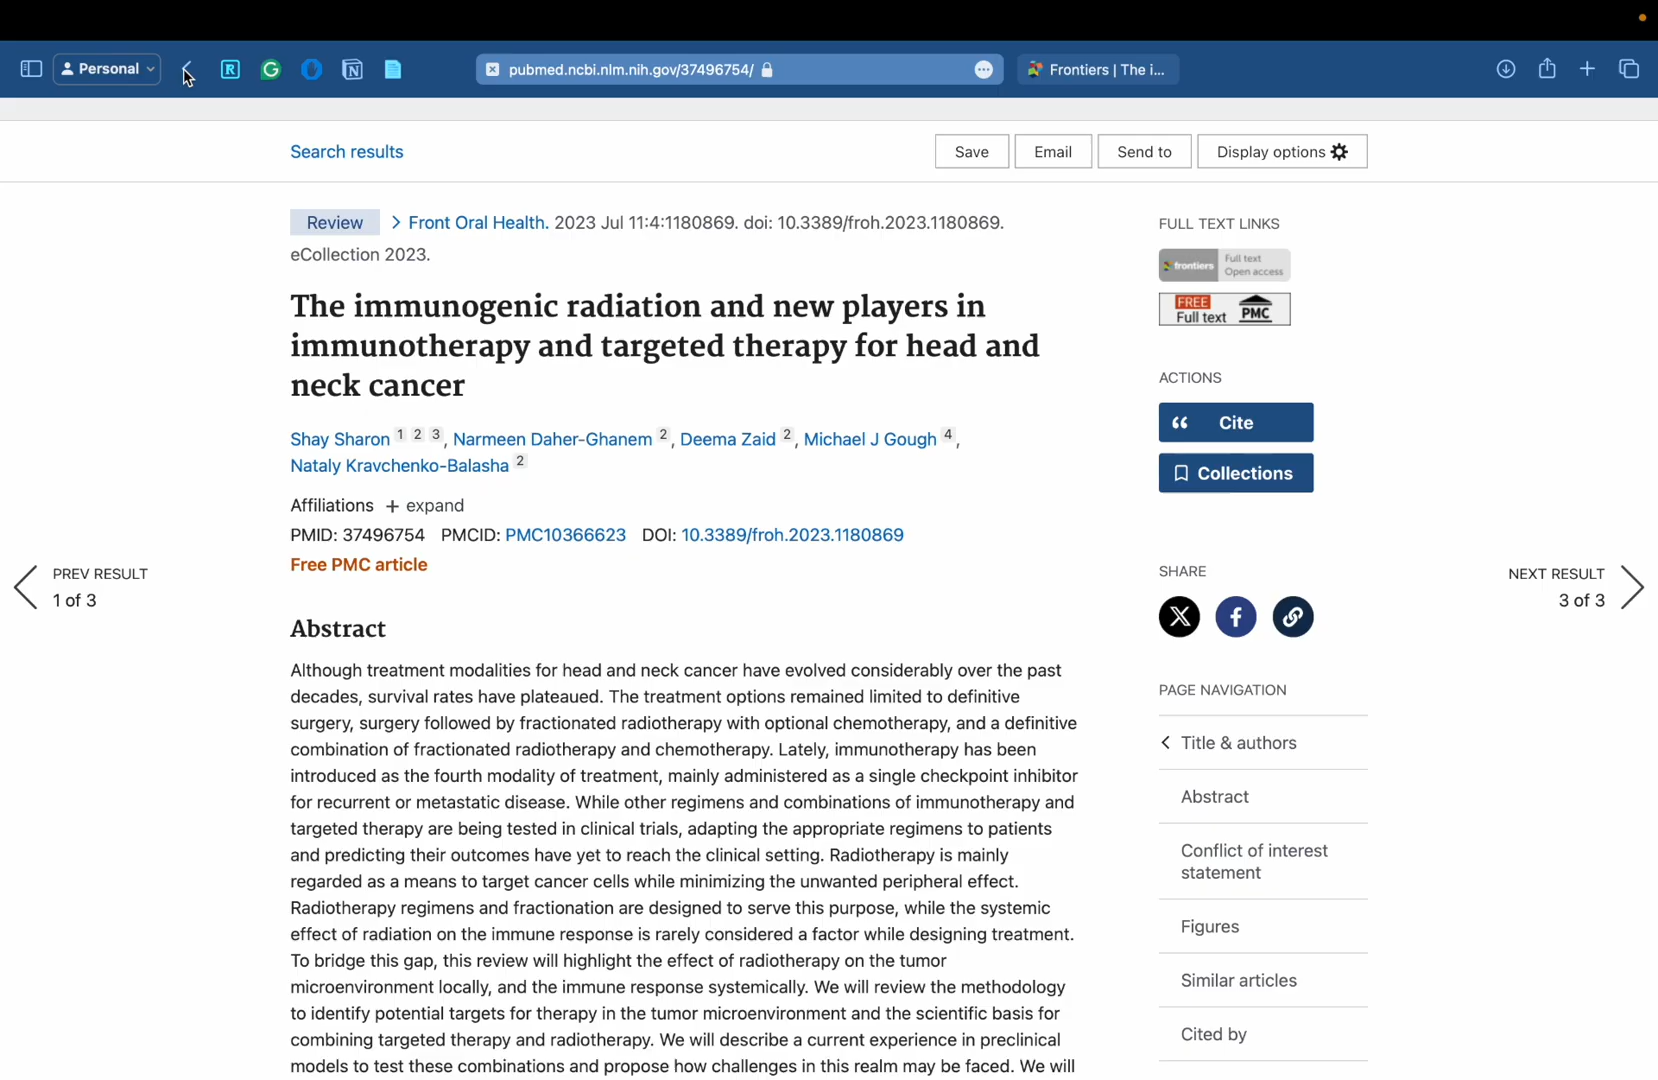 Personal
pubmed.ncbi.nlm.nih.gov/37496754/
Frontiers | The i...
Search results
Save
Email
Send to
Display options
Review > Front Oral Health. 2023 Jul 11:4:1180869. doi: 10.3389/froh.2023.1180869.
eCollection 2023.
The immunogenic radiation and new players in
immunotherapy and targeted therapy for head and
neck cancer
Shay Sharon 1 2 3, Narmeen Daher-Ghanem 2, Deema Zaid 2, Michael J Gough 4,
Nataly Kravchenko-Balasha 2
Affiliations + expand
PMID: 37496754 PMCID: PMC10366623 DOI: 10.3389/froh.2023.1180869
Free PMC article
PREV RESULT
1 of 3
Abstract
Although treatment modalities for head and neck cancer have evolved considerably over the past
decades, survival rates have plateaued. The treatment options remained limited to definitive
surgery, surgery followed by fractionated radiotherapy with optional chemotherapy, and a definitive
combination of fractionated radiotherapy and chemotherapy. Lately, immunotherapy has been
introduced as the fourth modality of treatment, mainly administered as a single checkpoint inhibitor
for recurrent or metastatic disease. While other regimens and combinations of immunotherapy and
targeted therapy are being tested in clinical trials, adapting the appropriate regimens to patients
and predicting their outcomes have yet to reach the clinical setting. Radiotherapy is mainly
regarded as a means to target cancer cells while minimizing the unwanted peripheral effect.
Radiotherapy regimens and fractionation are designed to serve this purpose, while the systemic
effect of radiation on the immune response is rarely considered a factor while designing treatment.
To bridge this gap, this review will highlight the effect of radiotherapy on the tumor
microenvironment locally, and the immune response systemically. We will review the methodology
to identify potential targets for therapy in the tumor microenvironment and the scientific basis for
combining targeted therapy and radiotherapy. We will describe a current experience in preclinical
models to test these combinations and propose how challenges in this realm may be faced. We will
FULL TEXT LINKS
frontiers
Full text
Open access
FREE
Full text
PMC
ACTIONS
Cite
Collections
NEXT RESULT
3 of 3
SHARE
PAGE NAVIGATION
Title & authors
Abstract
Conflict of interest
statement
Figures
Similar articles
Cited by